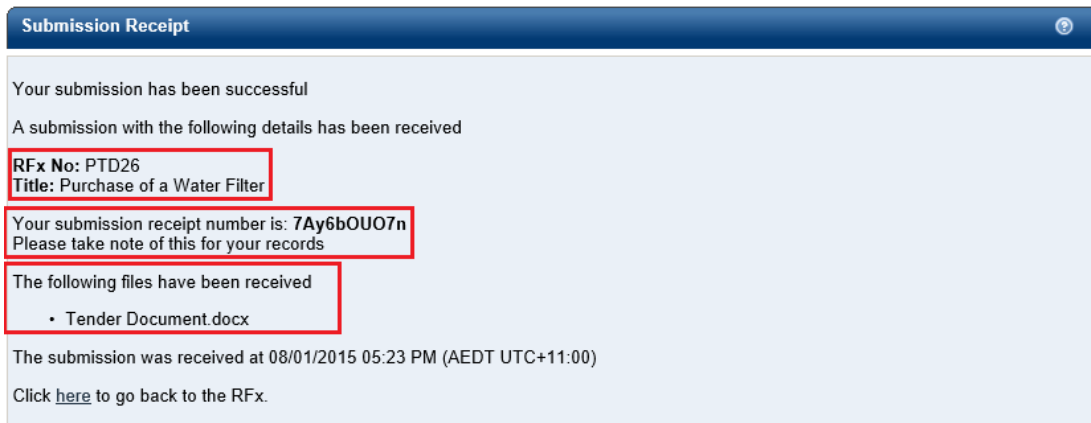 Submission Receipt
?
Your submission has been successful
A submission with the following details has been received
RFx No: PTD26
Title: Purchase of a Water Filter
Your submission receipt number is: 7Ay6bOUO7n
Please take note of this for your records
The following files have been received
• Tender Document.docx
The submission was received at 08/01/2015 05:23 PM (AEDT UTC+11:00)
Click here to go back to the RFx.